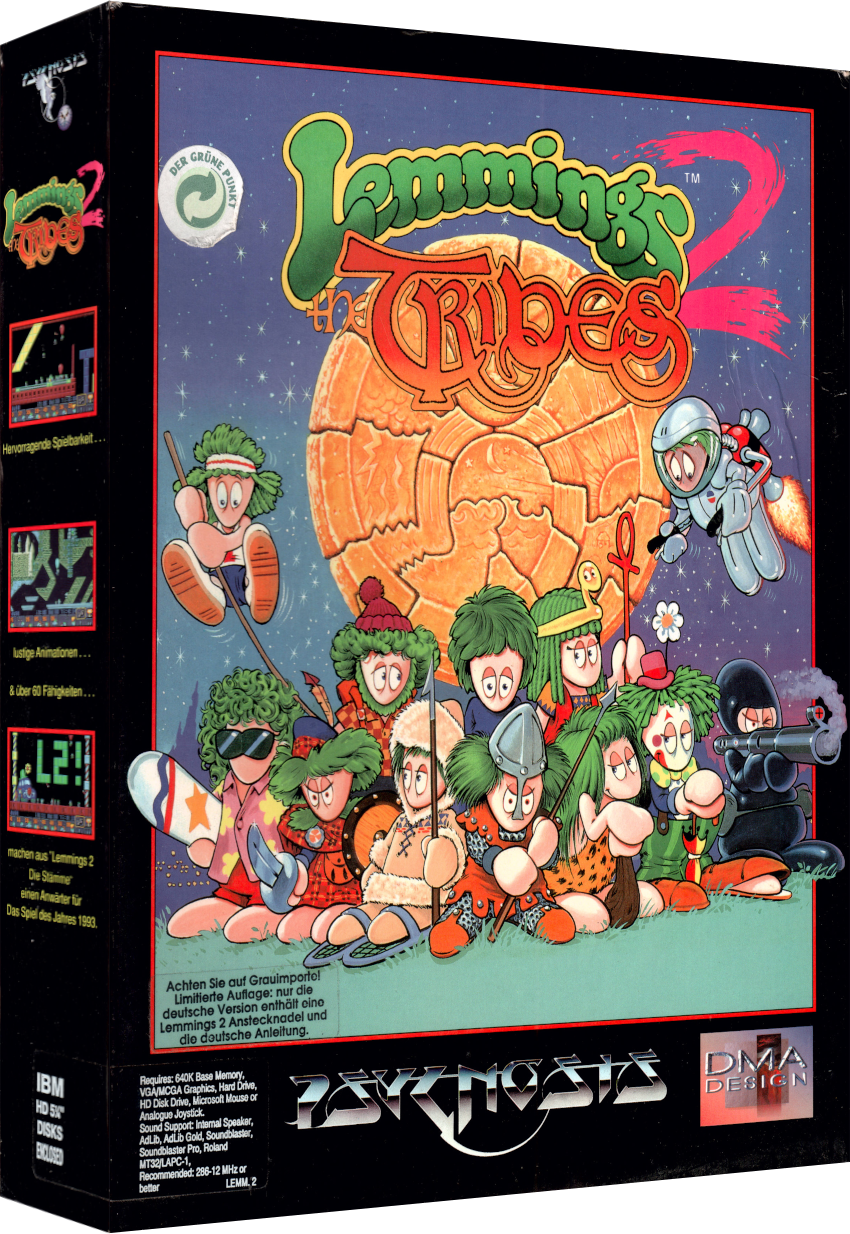 PSYGNOSIS
Lemmings 2
the TRIBES
Hervorragende Spielbarkeit . . .
lustige Animationen . . .
& über 60 Fähigkeiten . . .
L2!
machen aus "Lemmings 2
Die Stämme"
einen Anwärter für
Das Spiel des Jahres 1993.
IBM
HD 5¼"
DISKS
ENCLOSED
DER GRÜNE PUNKT
Lemmings 2 ™
the TRIBES
Achten Sie auf Grauimporte!
Limitierte Auflage: nur die
deutsche Version enthält eine
Lemmings 2 Anstecknadel und
die deutsche Anleitung.
Requires: 640K Base Memory,
VGA/MCGA Graphics, Hard Drive,
HD Disk Drive, Microsoft Mouse or
Analogue Joystick.
Sound Support: Internal Speaker,
AdLib, AdLib Gold, Soundblaster,
Soundblaster Pro, Roland
MT32/LAPC-1,
Recommended: 286-12 MHz or
better LEMM. 2
PSYGNOSIS
DMA
DESIGN